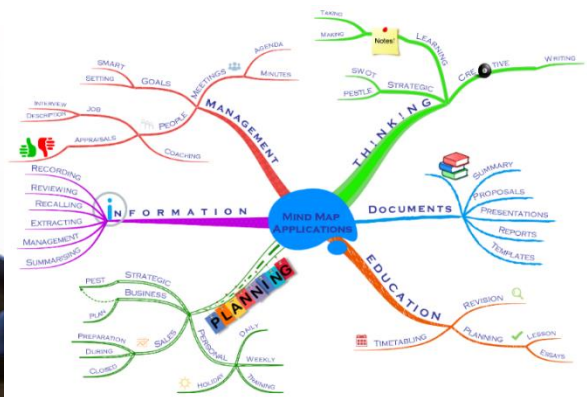 MIND MAP
APPLICATIONS
MANAGEMENT
GOALS
SMART
SETTING
MEETINGS
AGENDA
MINUTES
PEOPLE
JOB
INTERVIEW
DESCRIPTION
APPRAISALS
COACHING
THINKING
LEARNING
TAKING
MAKING
Notes!
STRATEGIC
SWOT
PESTLE
CREATIVE
WRITING
DOCUMENTS
SUMMARY
PROPOSALS
PRESENTATIONS
REPORTS
TEMPLATES
EDUCATION
REVISION
PLANNING
LESSON
ESSAYS
TIMETABLING
PLANNING
STRATEGIC
BUSINESS
PEST
PLAN
SALES
PREPARATION
DURING
CLOSED
PERSONAL
DAILY
WEEKLY
TRAINING
HOLIDAY
iNFORMATION
RECORDING
REVIEWING
RECALLING
EXTRACTING
MANAGEMENT
SUMMARISING